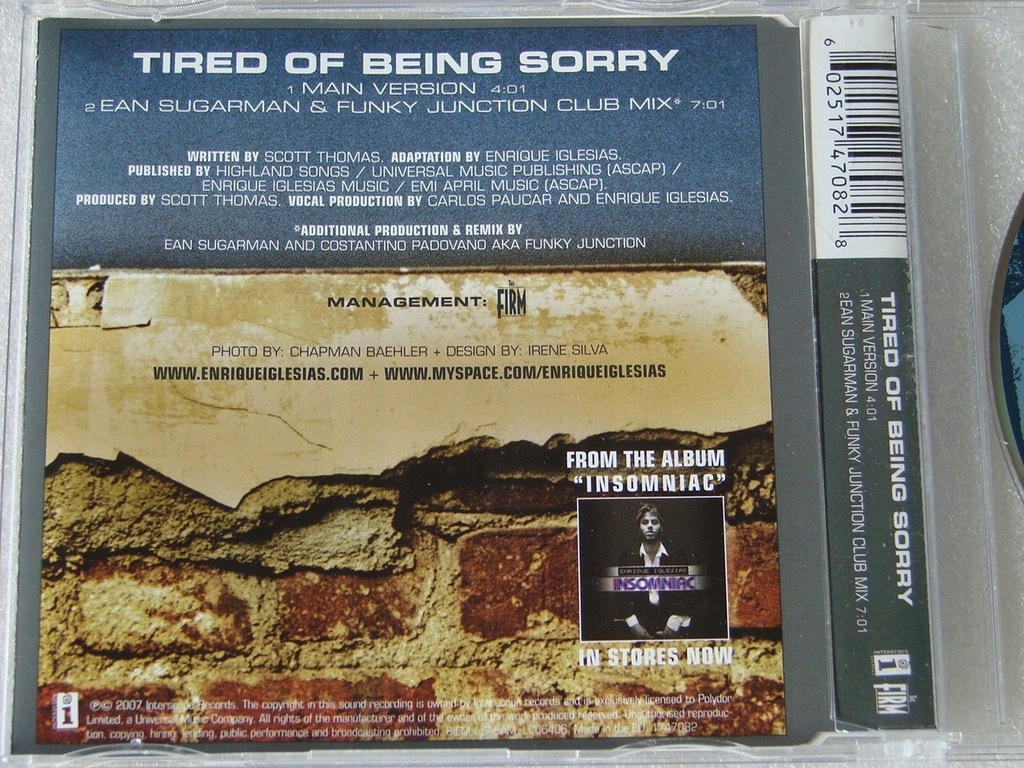 TIRED OF BEING SORRY
1 MAIN VERSION 4:01
2 EAN SUGARMAN & FUNKY JUNCTION CLUB MIX* 7:01
WRITTEN BY SCOTT THOMAS. ADAPTATION BY ENRIQUE IGLESIAS.
PUBLISHED BY HIGHLAND SONGS / UNIVERSAL MUSIC PUBLISHING (ASCAP) /
ENRIQUE IGLESIAS MUSIC / EMI APRIL MUSIC (ASCAP).
PRODUCED BY SCOTT THOMAS. VOCAL PRODUCTION BY CARLOS PAUCAR AND ENRIQUE IGLESIAS.
*ADDITIONAL PRODUCTION & REMIX BY
EAN SUGARMAN AND COSTANTINO PADOVANO AKA FUNKY JUNCTION
MANAGEMENT: THE FIRM
PHOTO BY: CHAPMAN BAEHLER + DESIGN BY: IRENE SILVA
WWW.ENRIQUEIGLESIAS.COM + WWW.MYSPACE.COM/ENRIQUEIGLESIAS
FROM THE ALBUM
"INSOMNIAC"
ENRIQUE IGLESIAS
INSOMNIAC
IN STORES NOW
INTERSCOPE i
℗© 2007 Interscope Records. The copyright in this sound recording is owned by Interscope records and is exclusively licensed to Polydor
Limited, a Universal Music Company. All rights of the manufacturer and of the owner of the work produced reserved. Unauthorised reproduc-
tion, copying, hiring, lending, public performance and broadcasting prohibited. BIEM / SABAM. LC06406. Made in the EU. 1747082
6 02517 47082 8
TIRED OF BEING SORRY
1 MAIN VERSION 4:01
2 EAN SUGARMAN & FUNKY JUNCTION CLUB MIX 7:01
INTERSCOPE i
THE FIRM